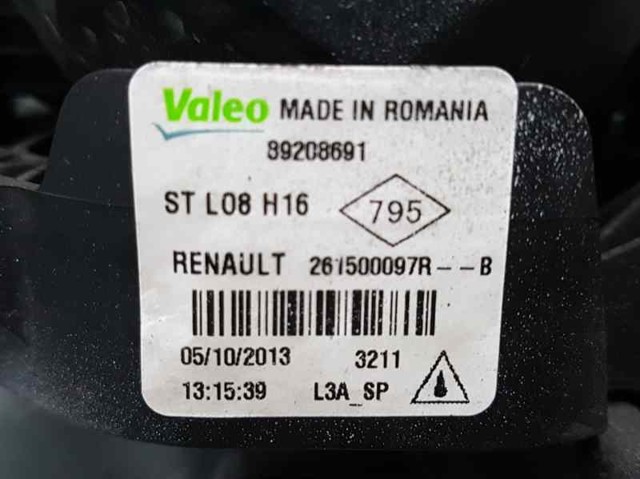 Valeo MADE IN ROMANIA
89208691
ST L08 H16 795
RENAULT 261500097R--B
05/10/2013 3211
13:15:39 L3A_SP